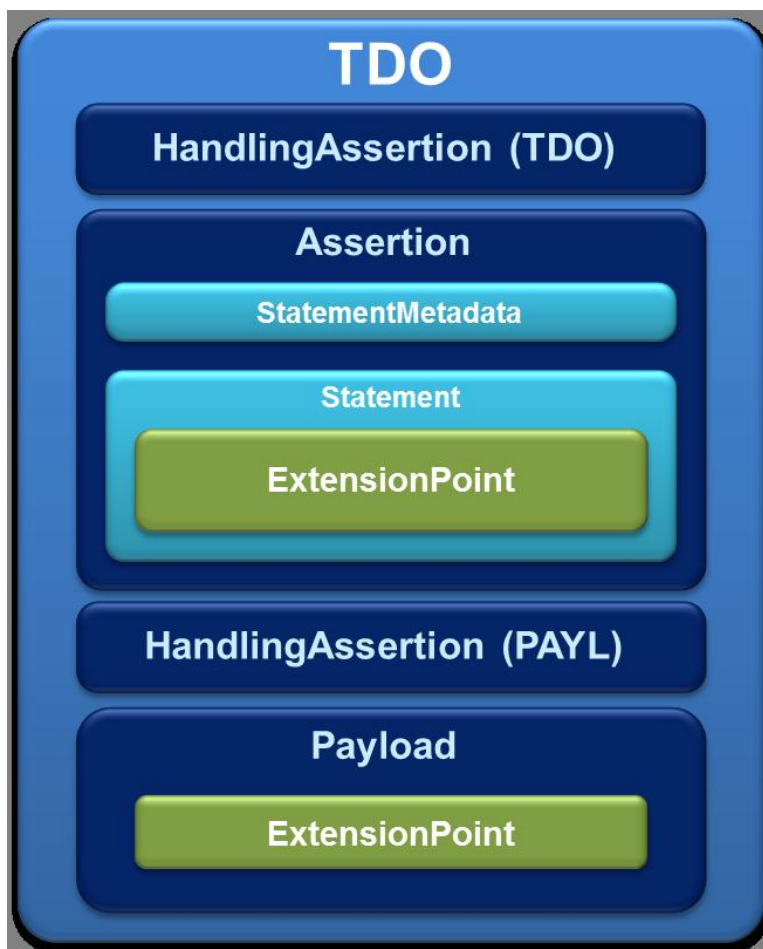 TDO
HandlingAssertion (TDO)
Assertion
StatementMetadata
Statement
ExtensionPoint
HandlingAssertion (PAYL)
Payload
ExtensionPoint